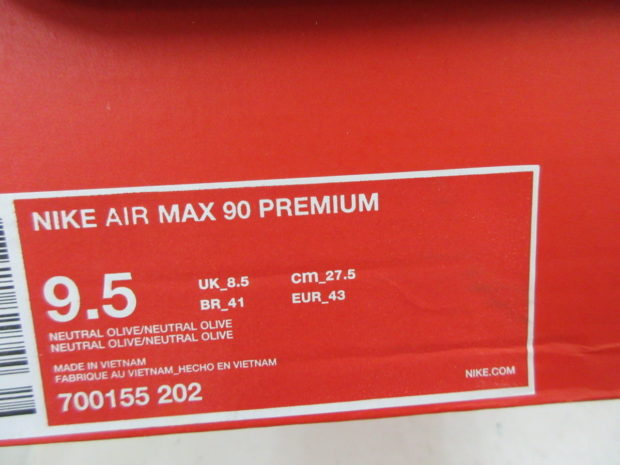 NIKE AIR MAX 90 PREMIUM
9.5
UK_8.5 cm_27.5
BR_41 EUR_43
NEUTRAL OLIVE/NEUTRAL OLIVE
NEUTRAL OLIVE/NEUTRAL OLIVE
MADE IN VIETNAM
FABRIQUE AU VIETNAM_HECHO EN VIETNAM
700155 202
NIKE.COM